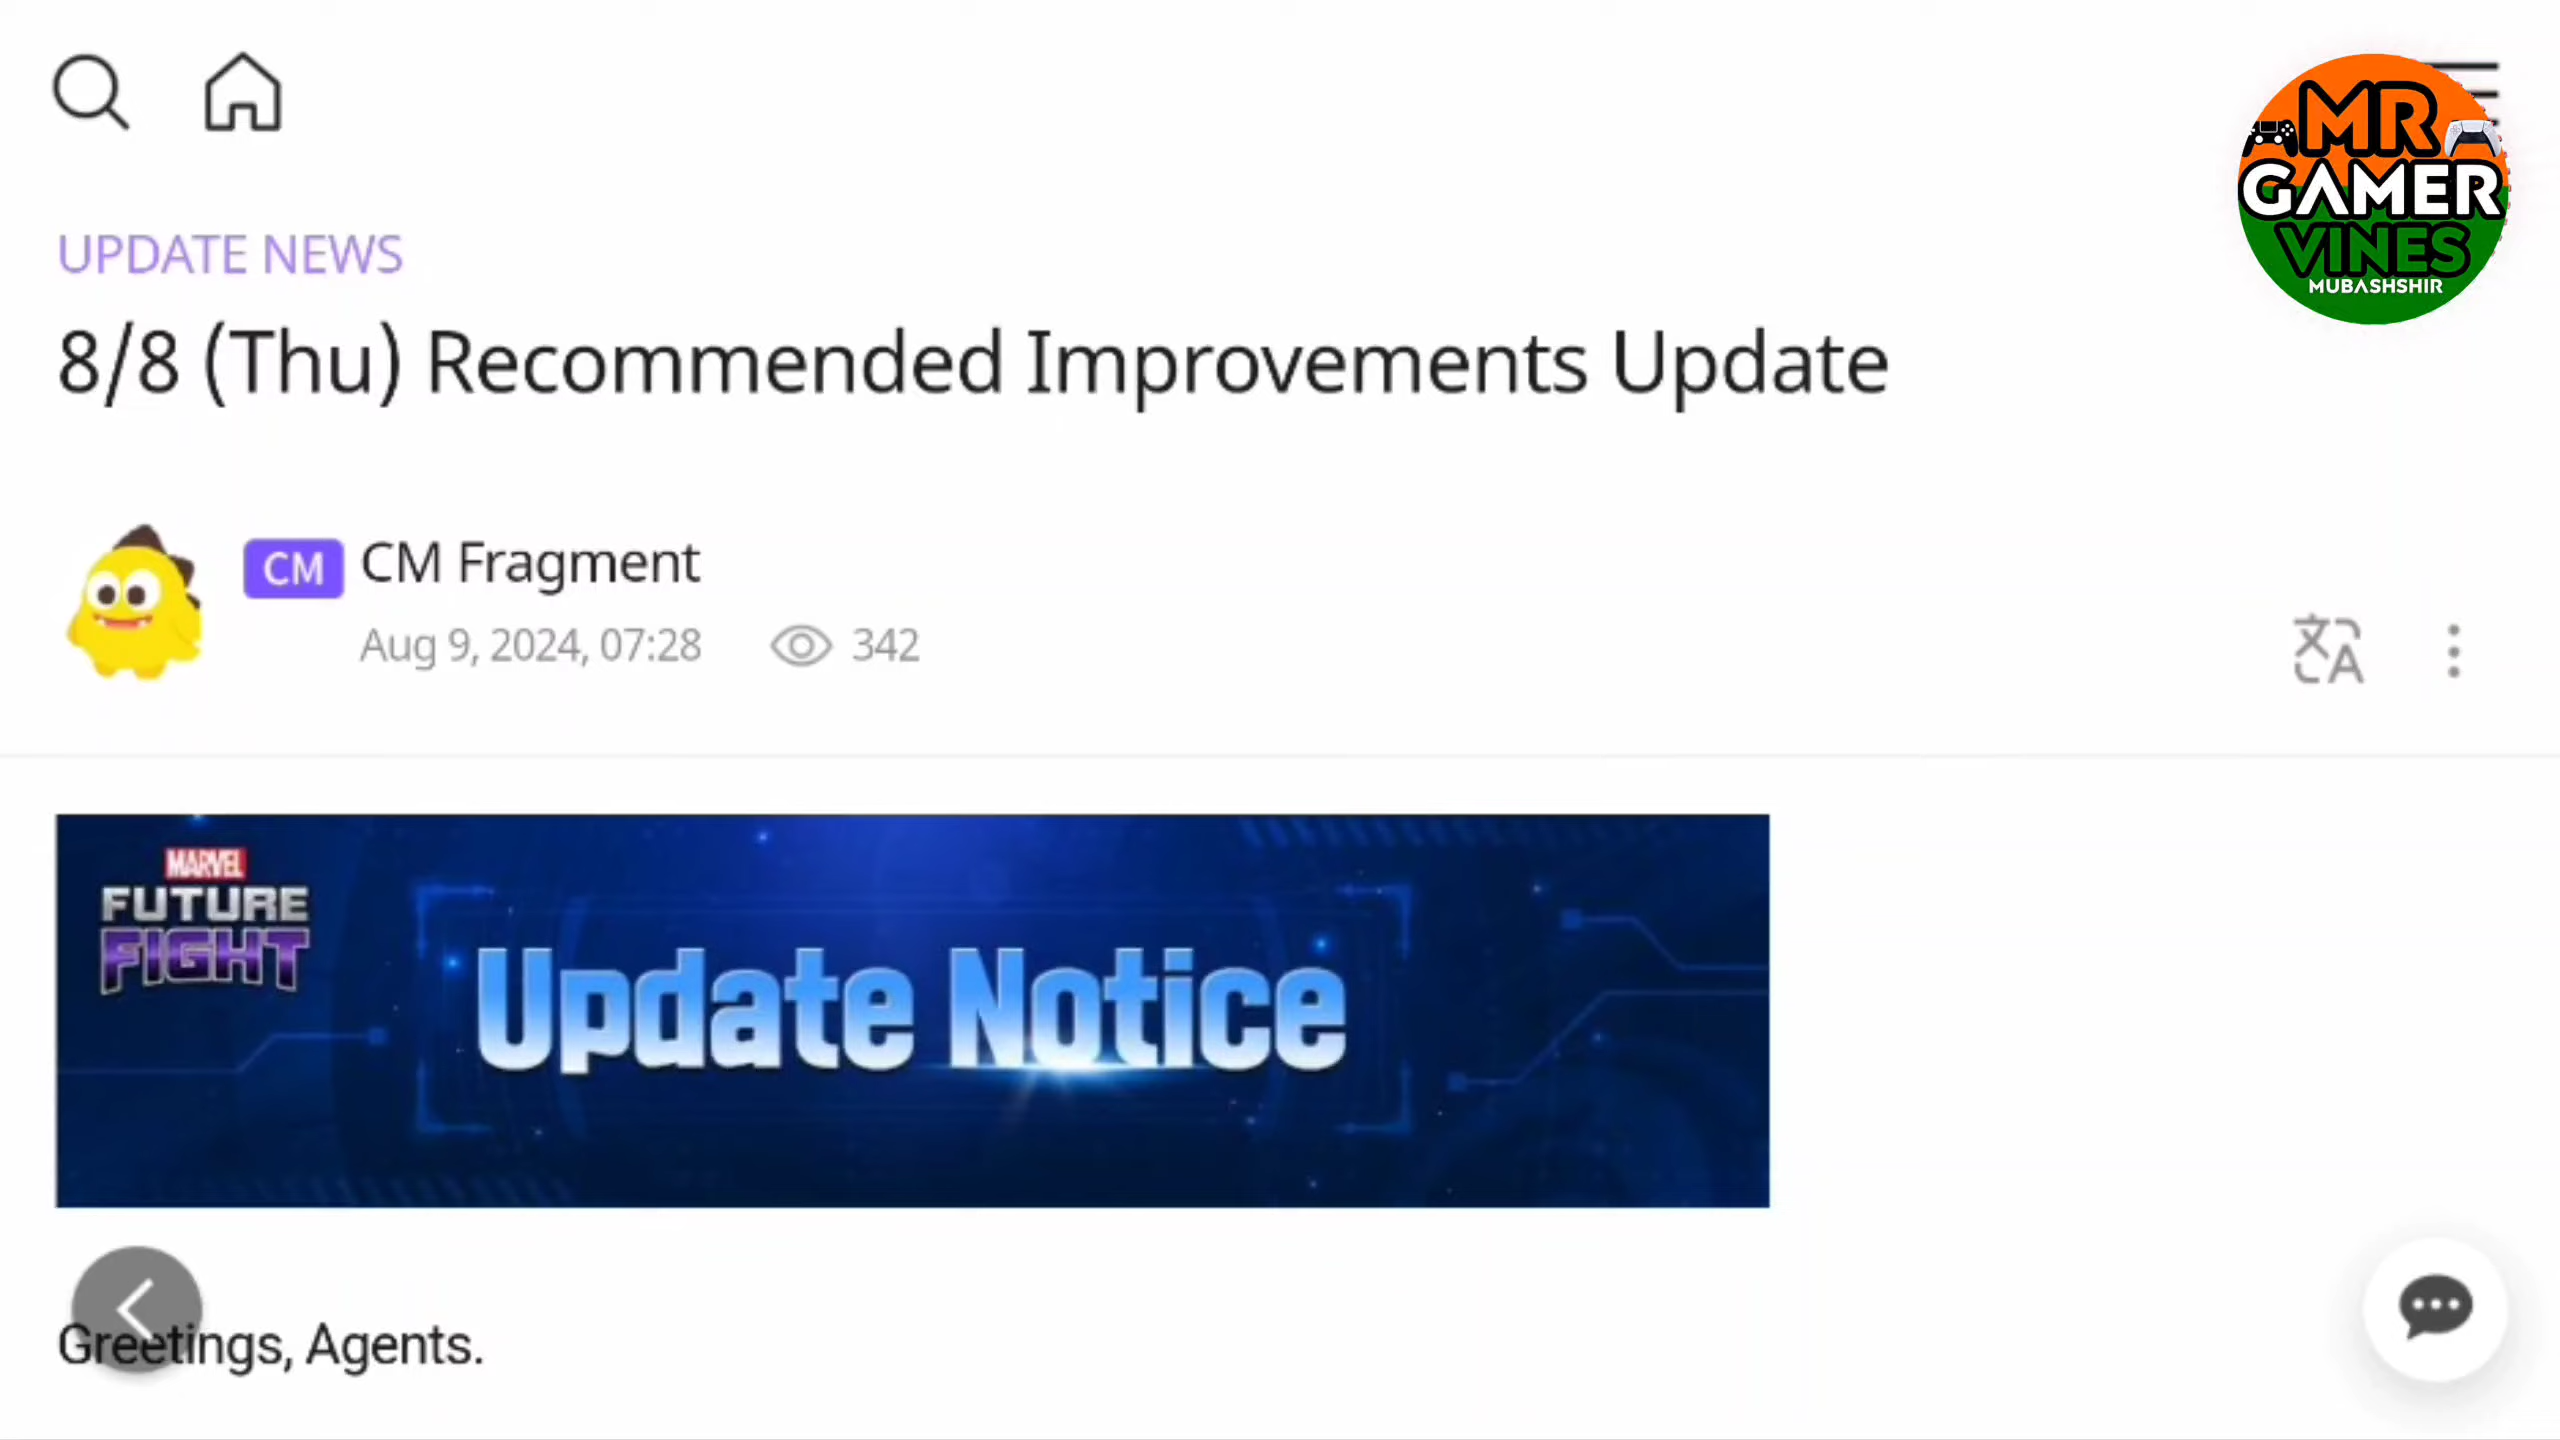 MR
GAMER
VINES
MUBASHSHIR
UPDATE NEWS
8/8 (Thu) Recommended Improvements Update
CM CM Fragment
Aug 9, 2024, 07:28 342
MARVEL
FUTURE
FIGHT
Update Notice
Greetings, Agents.